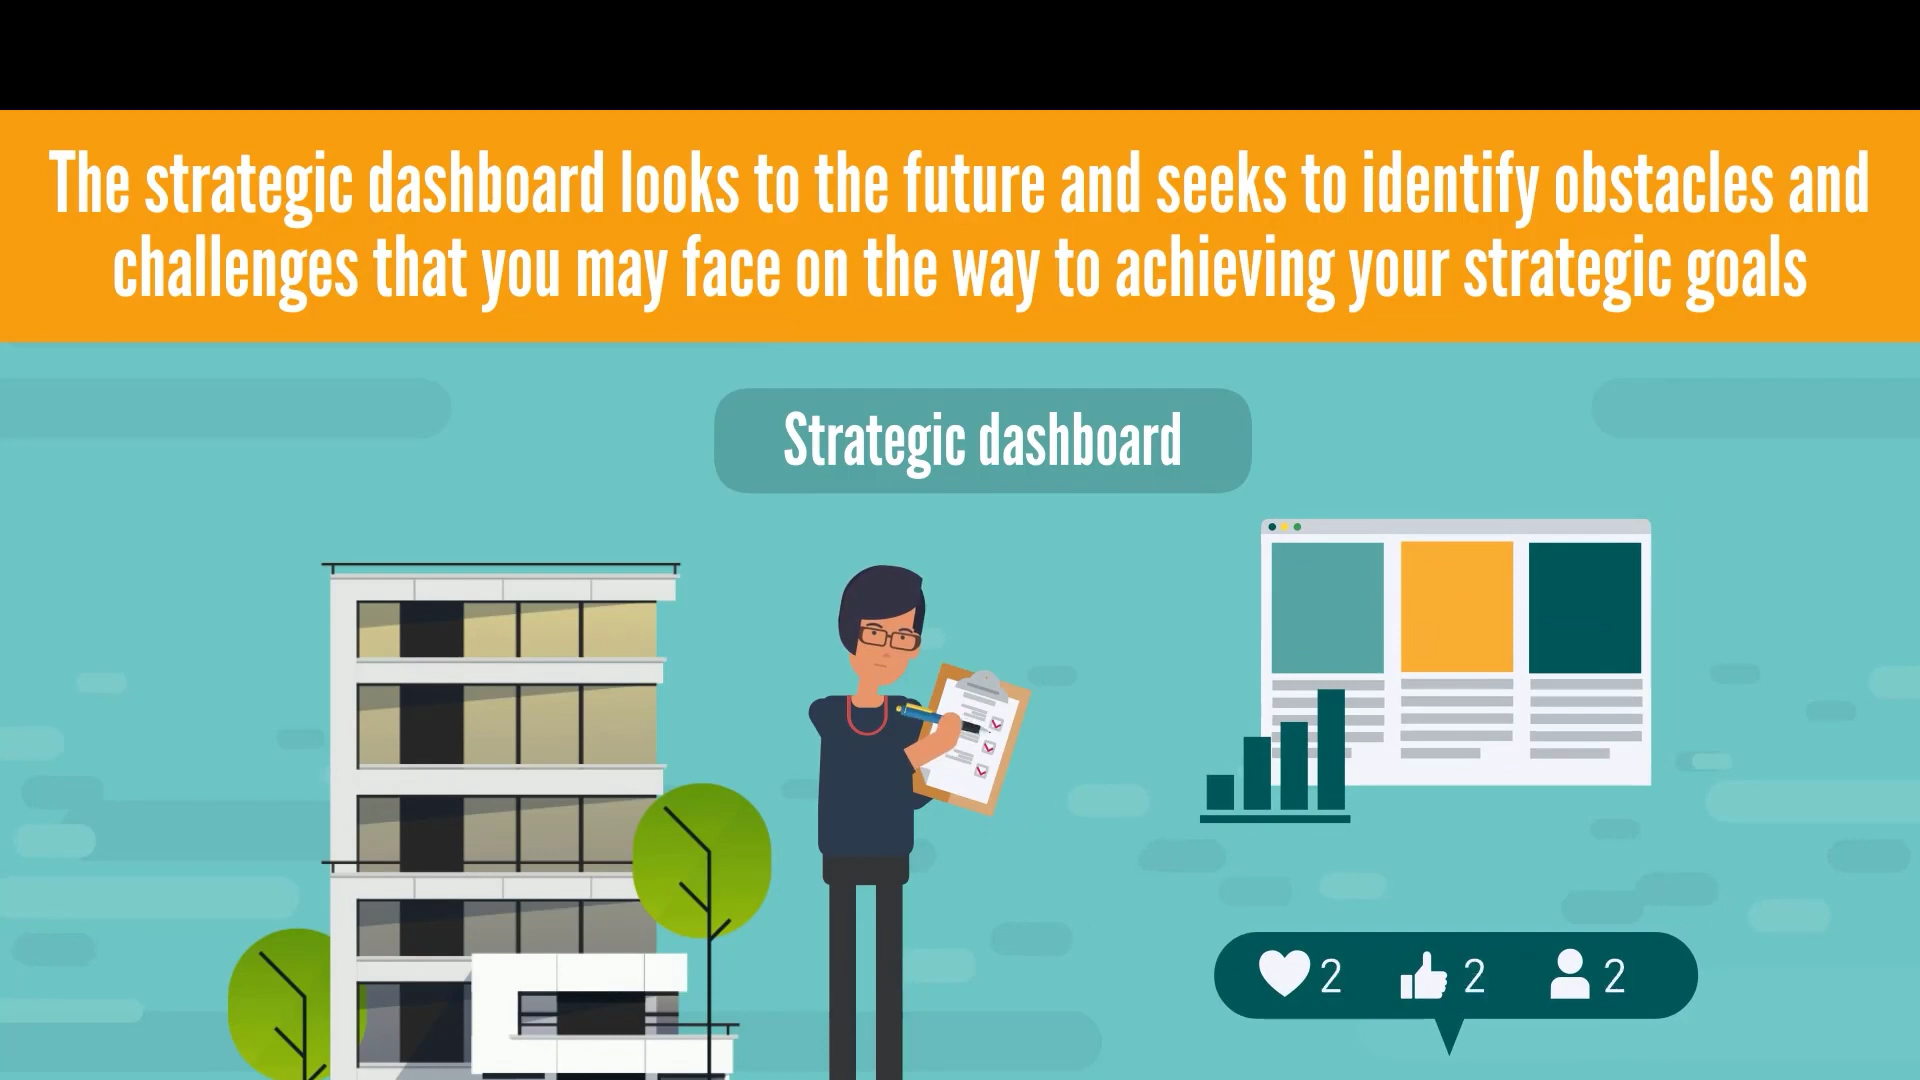 The strategic dashboard looks to the future and seeks to identify obstacles and
challenges that you may face on the way to achieving your strategic goals
Strategic dashboard
2 2 2